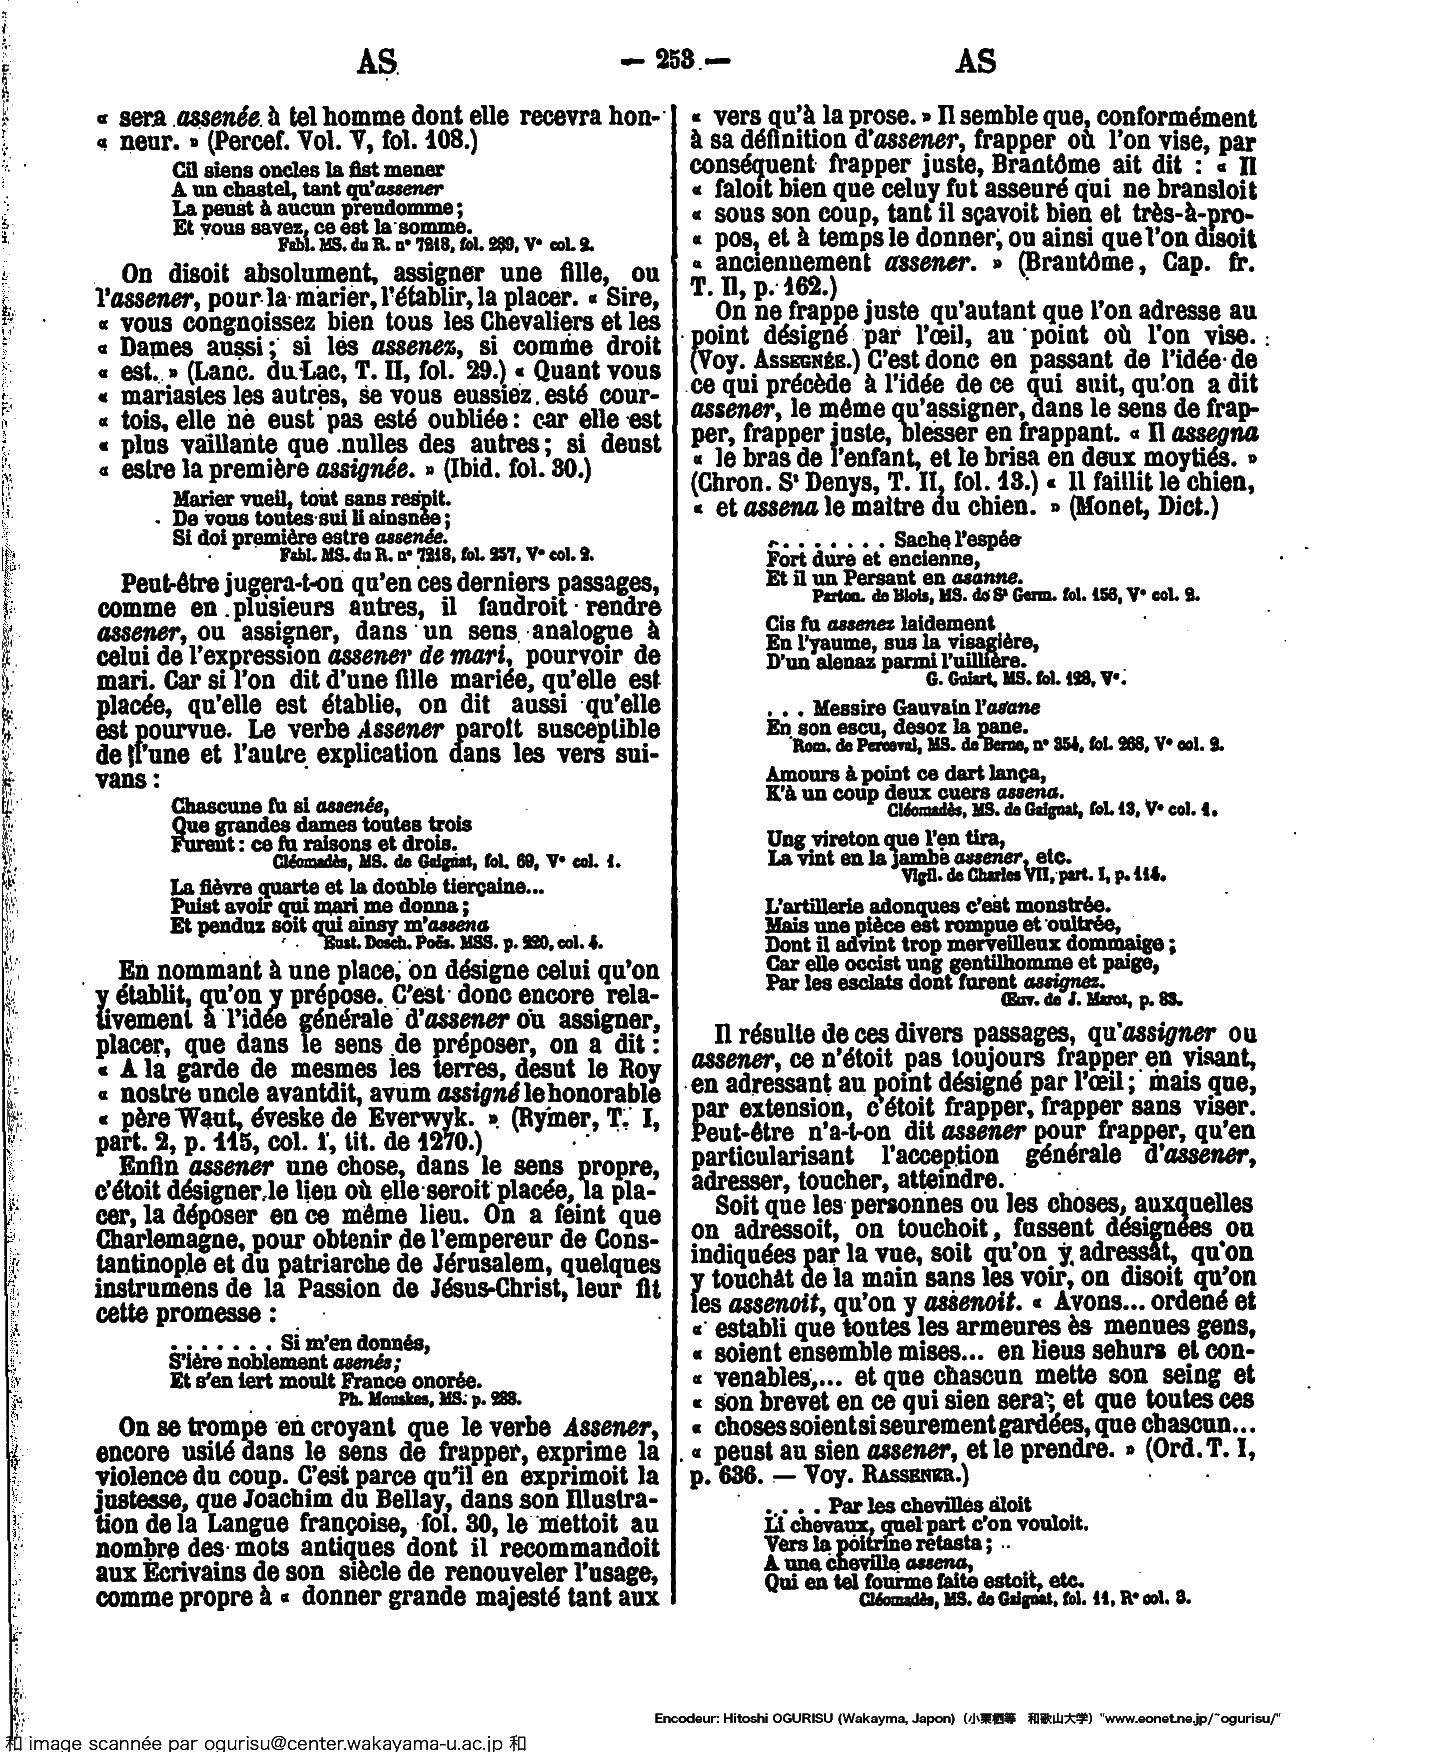 AS — 253 — AS
« sera assenée à tel homme dont elle recevra hon-
« neur. » (Percef. Vol. V, fol. 108.)
Cil siens oncles la fist mener
A un chastel, tant qu'assener
La peust à aucun preudomme ;
Et vous savez, ce est la somme.
Fabl. MS. du R. n° 7218, fol. 239, V° col. 2.
On disoit absolument, assigner une fille, ou
l'assener, pour la marier, l'établir, la placer. « Sire,
« vous congnoissez bien tous les Chevaliers et les
« Dames aussi ; si les assenez, si comme droit
« est. » (Lanc. du Lac, T. II, fol. 29.) « Quant vous
« mariastes les autres, se vous eussiez esté cour-
« tois, elle ne eust pas esté oubliée : car elle est
« plus vaillante que nulles des autres ; si deust
« estre la première assignée. » (Ibid. fol. 30.)
Marier vueil, tout sans respit.
De vous toutes sui li ainsnée ;
Si doi première estre assenée.
Fabl. MS. du R. n° 7218, fol. 257, V° col. 2.
Peut-être jugera-t-on qu'en ces derniers passages,
comme en plusieurs autres, il faudroit rendre
assener, ou assigner, dans un sens analogue à
celui de l'expression assener de mari, pourvoir de
mari. Car si l'on dit d'une fille mariée, qu'elle est
placée, qu'elle est établie, on dit aussi qu'elle
est pourvue. Le verbe Assener paroît susceptible
de l'une et l'autre explication dans les vers sui-
vans :
Chascune fu si assenée,
Que grandes dames toutes trois
Furent : ce fu raisons et drois.
Cléomadès, MS. de Gaignat, fol. 69, V° col. 1.
La fièvre quarte et la double tierçaine...
Puist avoir qui mari me donna ;
Et penduz soit qui ainsy m'assena
Eust. Desch. Poës. MSS. p. 220, col. 4.
En nommant à une place, on désigne celui qu'on
y établit, qu'on y prépose. C'est donc encore rela-
tivement à l'idée générale d'assener ou assigner,
placer, que dans le sens de préposer, on a dit :
« A la garde de mesmes les terres, desut le Roy
« nostre uncle avantdit, avum assigné le honorable
« père Waut, éveske de Everwyk. » (Rymer, T. I,
part. 2, p. 115, col. 1, tit. de 1270.)
Enfin assener une chose, dans le sens propre,
c'étoit désigner le lieu où elle seroit placée, la pla-
cer, la déposer en ce même lieu. On a feint que
Charlemagne, pour obtenir de l'empereur de Cons-
tantinople et du patriarche de Jérusalem, quelques
instrumens de la Passion de Jésus-Christ, leur fit
cette promesse :
. . . . . . . Si m'en donnés,
S'ière noblement asenés ;
Et s'en iert moult France onorée.
Ph. Mouskes, MS. p. 288.
On se trompe en croyant que le verbe Assener,
encore usité dans le sens de frapper, exprime la
violence du coup. C'est parce qu'il en exprimoit la
justesse, que Joachim du Bellay, dans son Illustra-
tion de la Langue françoise, fol. 30, le mettoit au
nombre des mots antiques dont il recommandoit
aux Ecrivains de son siècle de renouveler l'usage,
comme propre à « donner grande majesté tant aux
« vers qu'à la prose. » Il semble que, conformément
à sa définition d'assener, frapper où l'on vise, par
conséquent frapper juste, Brantôme ait dit : « Il
« faloit bien que celuy fut asseuré qui ne bransloit
« sous son coup, tant il sçavoit bien et très-à-pro-
« pos, et à temps le donner, ou ainsi que l'on disoit
« anciennement assener. » (Brantôme, Cap. fr.
T. II, p. 162.)
On ne frappe juste qu'autant que l'on adresse au
point désigné par l'œil, au point où l'on vise.
(Voy. ASSEGNÉE.) C'est donc en passant de l'idée de
ce qui précède à l'idée de ce qui suit, qu'on a dit
assener, le même qu'assigner, dans le sens de frap-
per, frapper juste, blesser en frappant. « Il assegna
« le bras de l'enfant, et le brisa en deux moytiés. »
(Chron. St Denys, T. II, fol. 13.) « Il faillit le chien,
« et assena le maître du chien. » (Monet, Dict.)
. . . . . . . . Sache l'espée
Fort dure et encienne,
Et il un Persant en asanne.
Parton. de Blois, MS. de St Germ. fol. 156, V° col. 2.
Cis fu assenez laidement
En l'yaume, sus la visagière,
D'un alenaz parmi l'uillière.
G. Guiart, MS. fol. 128, V°.
. . . Messire Gauvain l'asane
En son escu, desoz la pane.
Rom. de Perceval, MS. de Berne, n° 354, fol. 268, V° col. 2.
Amours à point ce dart lança,
K'à un coup deux cuers assena.
Cléomadès, MS. de Gaignat, fol. 13, V° col. 1.
Ung vireton que l'en tira,
La vint en la jambe assener, etc.
Vigil. de Charles VII, part. I, p. 114.
L'artillerie adonques c'est monstrée.
Mais une pièce est rompue et oultrée,
Dont il advint trop merveilleux dommaige ;
Car elle occist ung gentilhomme et paige,
Par les esclats dont furent assignez.
Œuv. de J. Marot, p. 83.
Il résulte de ces divers passages, qu'assigner ou
assener, ce n'étoit pas toujours frapper en visant,
en adressant au point désigné par l'œil ; mais que,
par extension, c'étoit frapper, frapper sans viser.
Peut-être n'a-t-on dit assener pour frapper, qu'en
particularisant l'acception générale d'assener,
adresser, toucher, atteindre.
Soit que les personnes ou les choses, auxquelles
on adressoit, on touchoit, fussent désignées ou
indiquées par la vue, soit qu'on y adressât, qu'on
y touchât de la main sans les voir, on disoit qu'on
les assenoit, qu'on y assenoit. « Avons... ordené et
« establi que toutes les armeures ès menues gens,
« soient ensemble mises... en lieus sehurs et con-
« venables,... et que chascun mette son seing et
« son brevet en ce qui sien sera ; et que toutes ces
« choses soient si seurement gardées, que chascun...
« peust au sien assener, et le prendre. » (Ord. T. I,
p. 636. — Voy. RASSENER.)
. . . . Par les chevilles aloit
Li chevaux, quel part c'on vouloit.
Vers la poitrine retasta ;
A une cheville assena,
Qui en tel fourme faite estoit, etc.
Cléomadès, MS. de Gaignat, fol. 11, R° col. 3.
Encodeur: Hitoshi OGURISU (Wakayma, Japon) (小栗栖等 和歌山大学) "www.eonet.ne.jp/~ogurisu/"
和 image scannée par ogurisu@center.wakayama-u.ac.jp 和